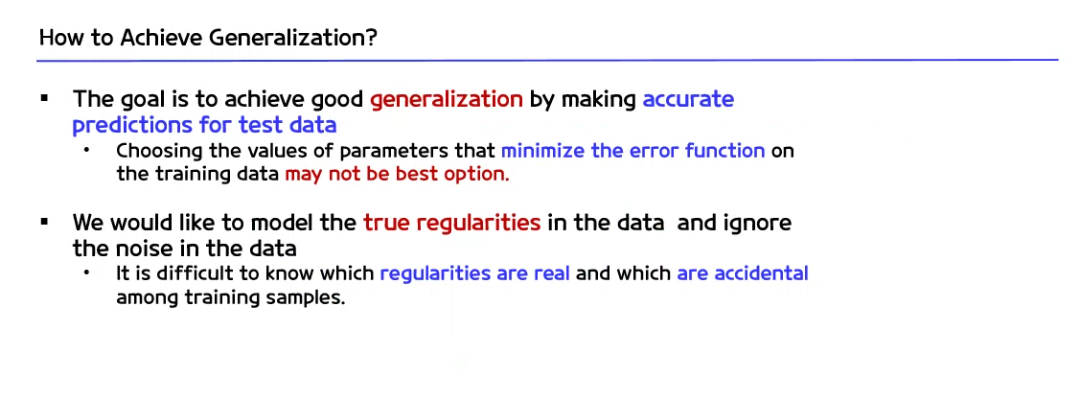 How to Achieve Generalization?
▪ The goal is to achieve good generalization by making accurate
predictions for test data
• Choosing the values of parameters that minimize the error function on
the training data may not be best option.
▪ We would like to model the true regularities in the data and ignore
the noise in the data
• It is difficult to know which regularities are real and which are accidental
among training samples.